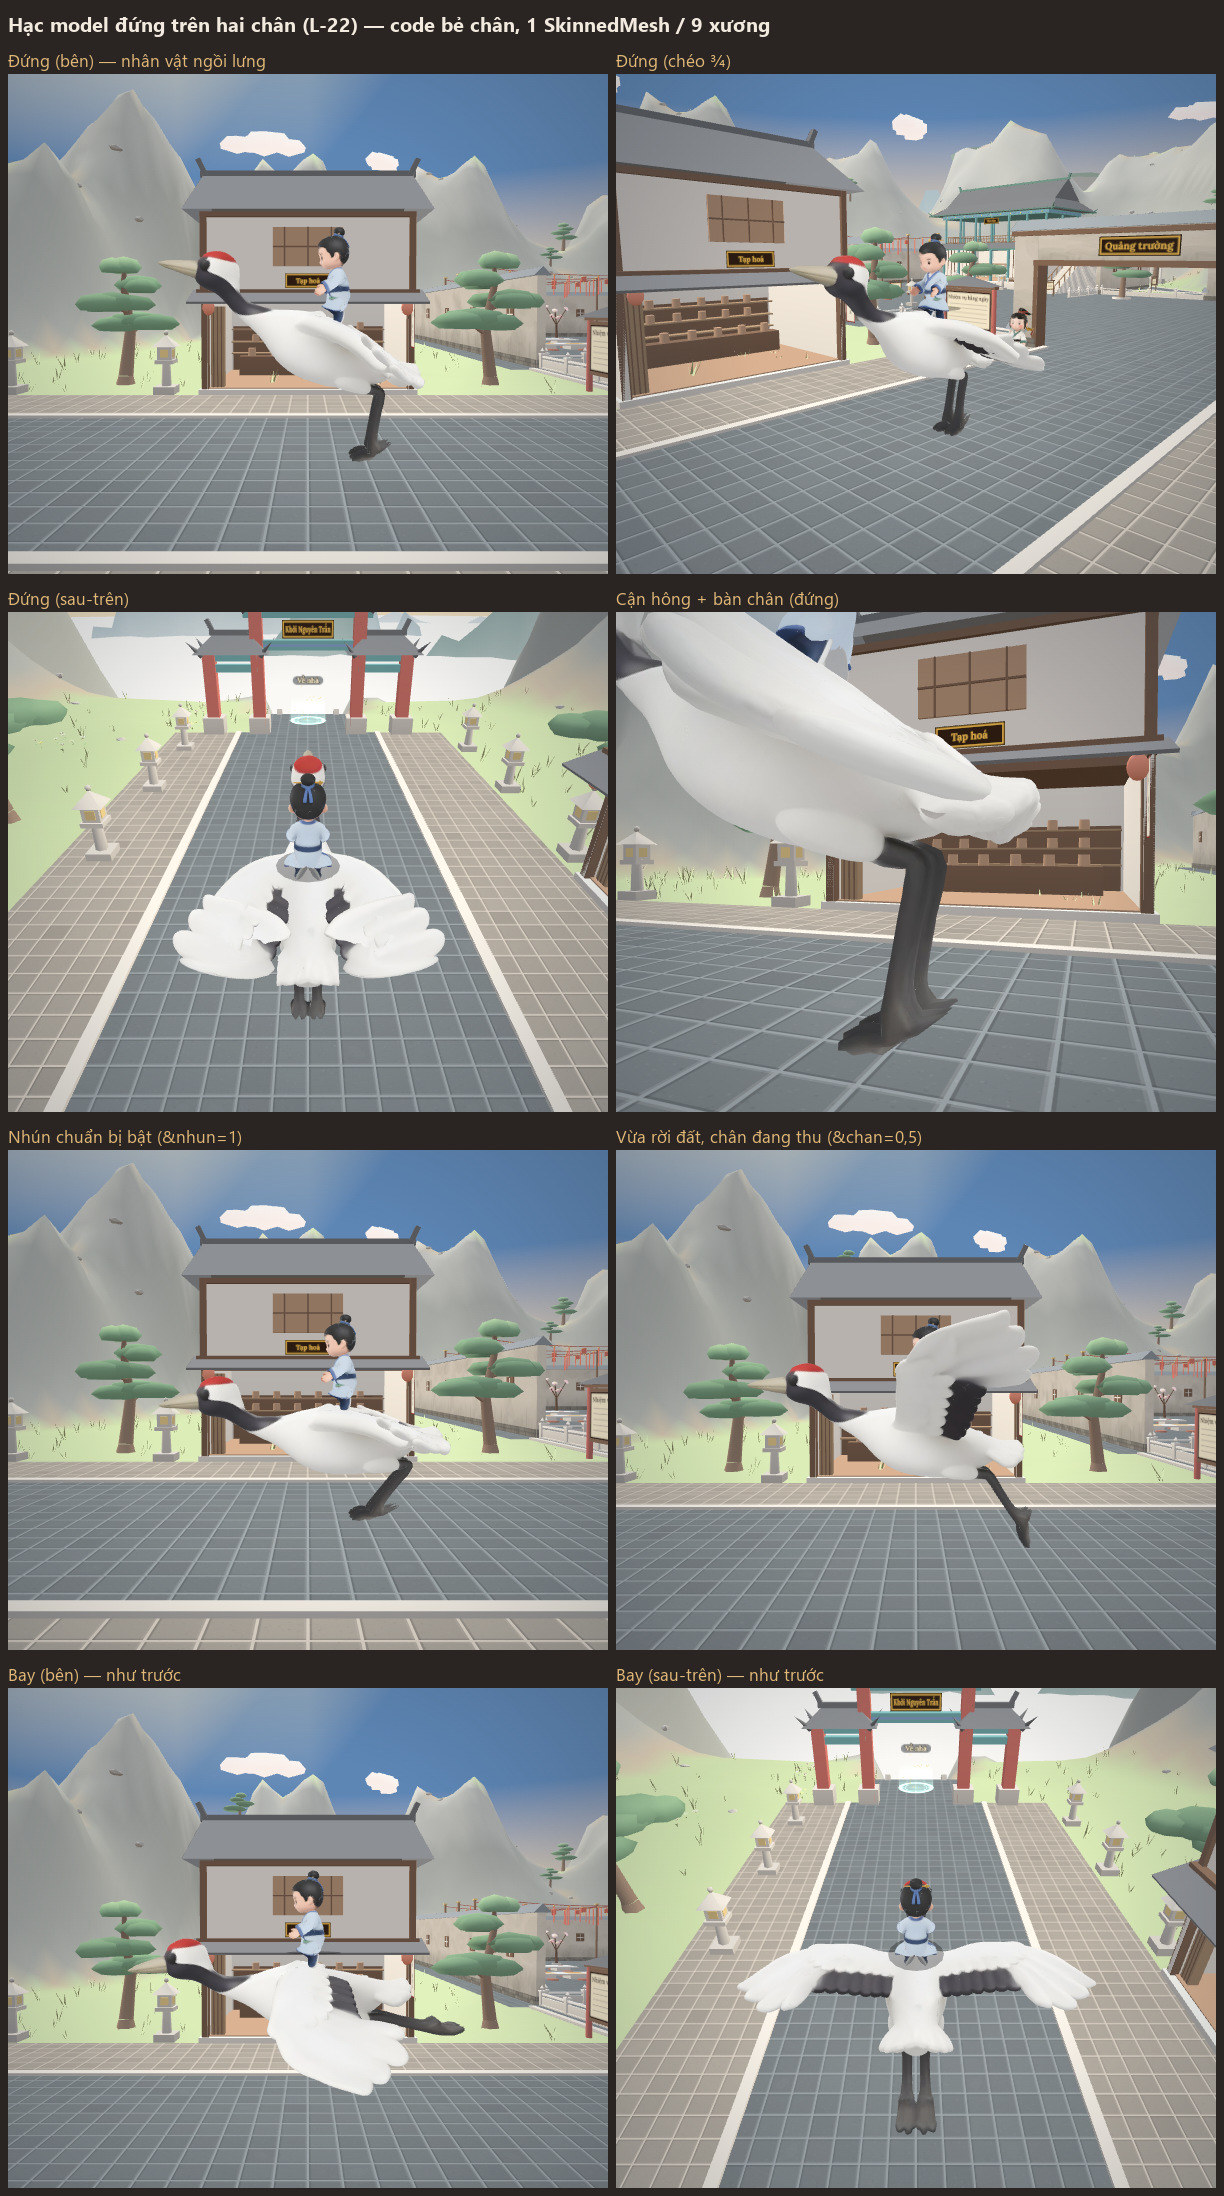 Hạc model đứng trên hai chân (L-22) — code bẻ chân, 1 SkinnedMesh / 9 xương
Đứng (bên) — nhân vật ngồi lưng
Đứng (chéo ¾)
Tạp hoá
Tạp hoá
Quảng trường
Đứng (sau-trên)
Cận hông + bàn chân (đứng)
Khởi Nguyên Trấn
Về nhà
Tạp hoá
Nhún chuẩn bị bật (&nhun=1)
Vừa rời đất, chân đang thu (&chan=0,5)
Tạp hoá
Bay (bên) — như trước
Bay (sau-trên) — như trước
Khởi Nguyên Trấn
Về nhà